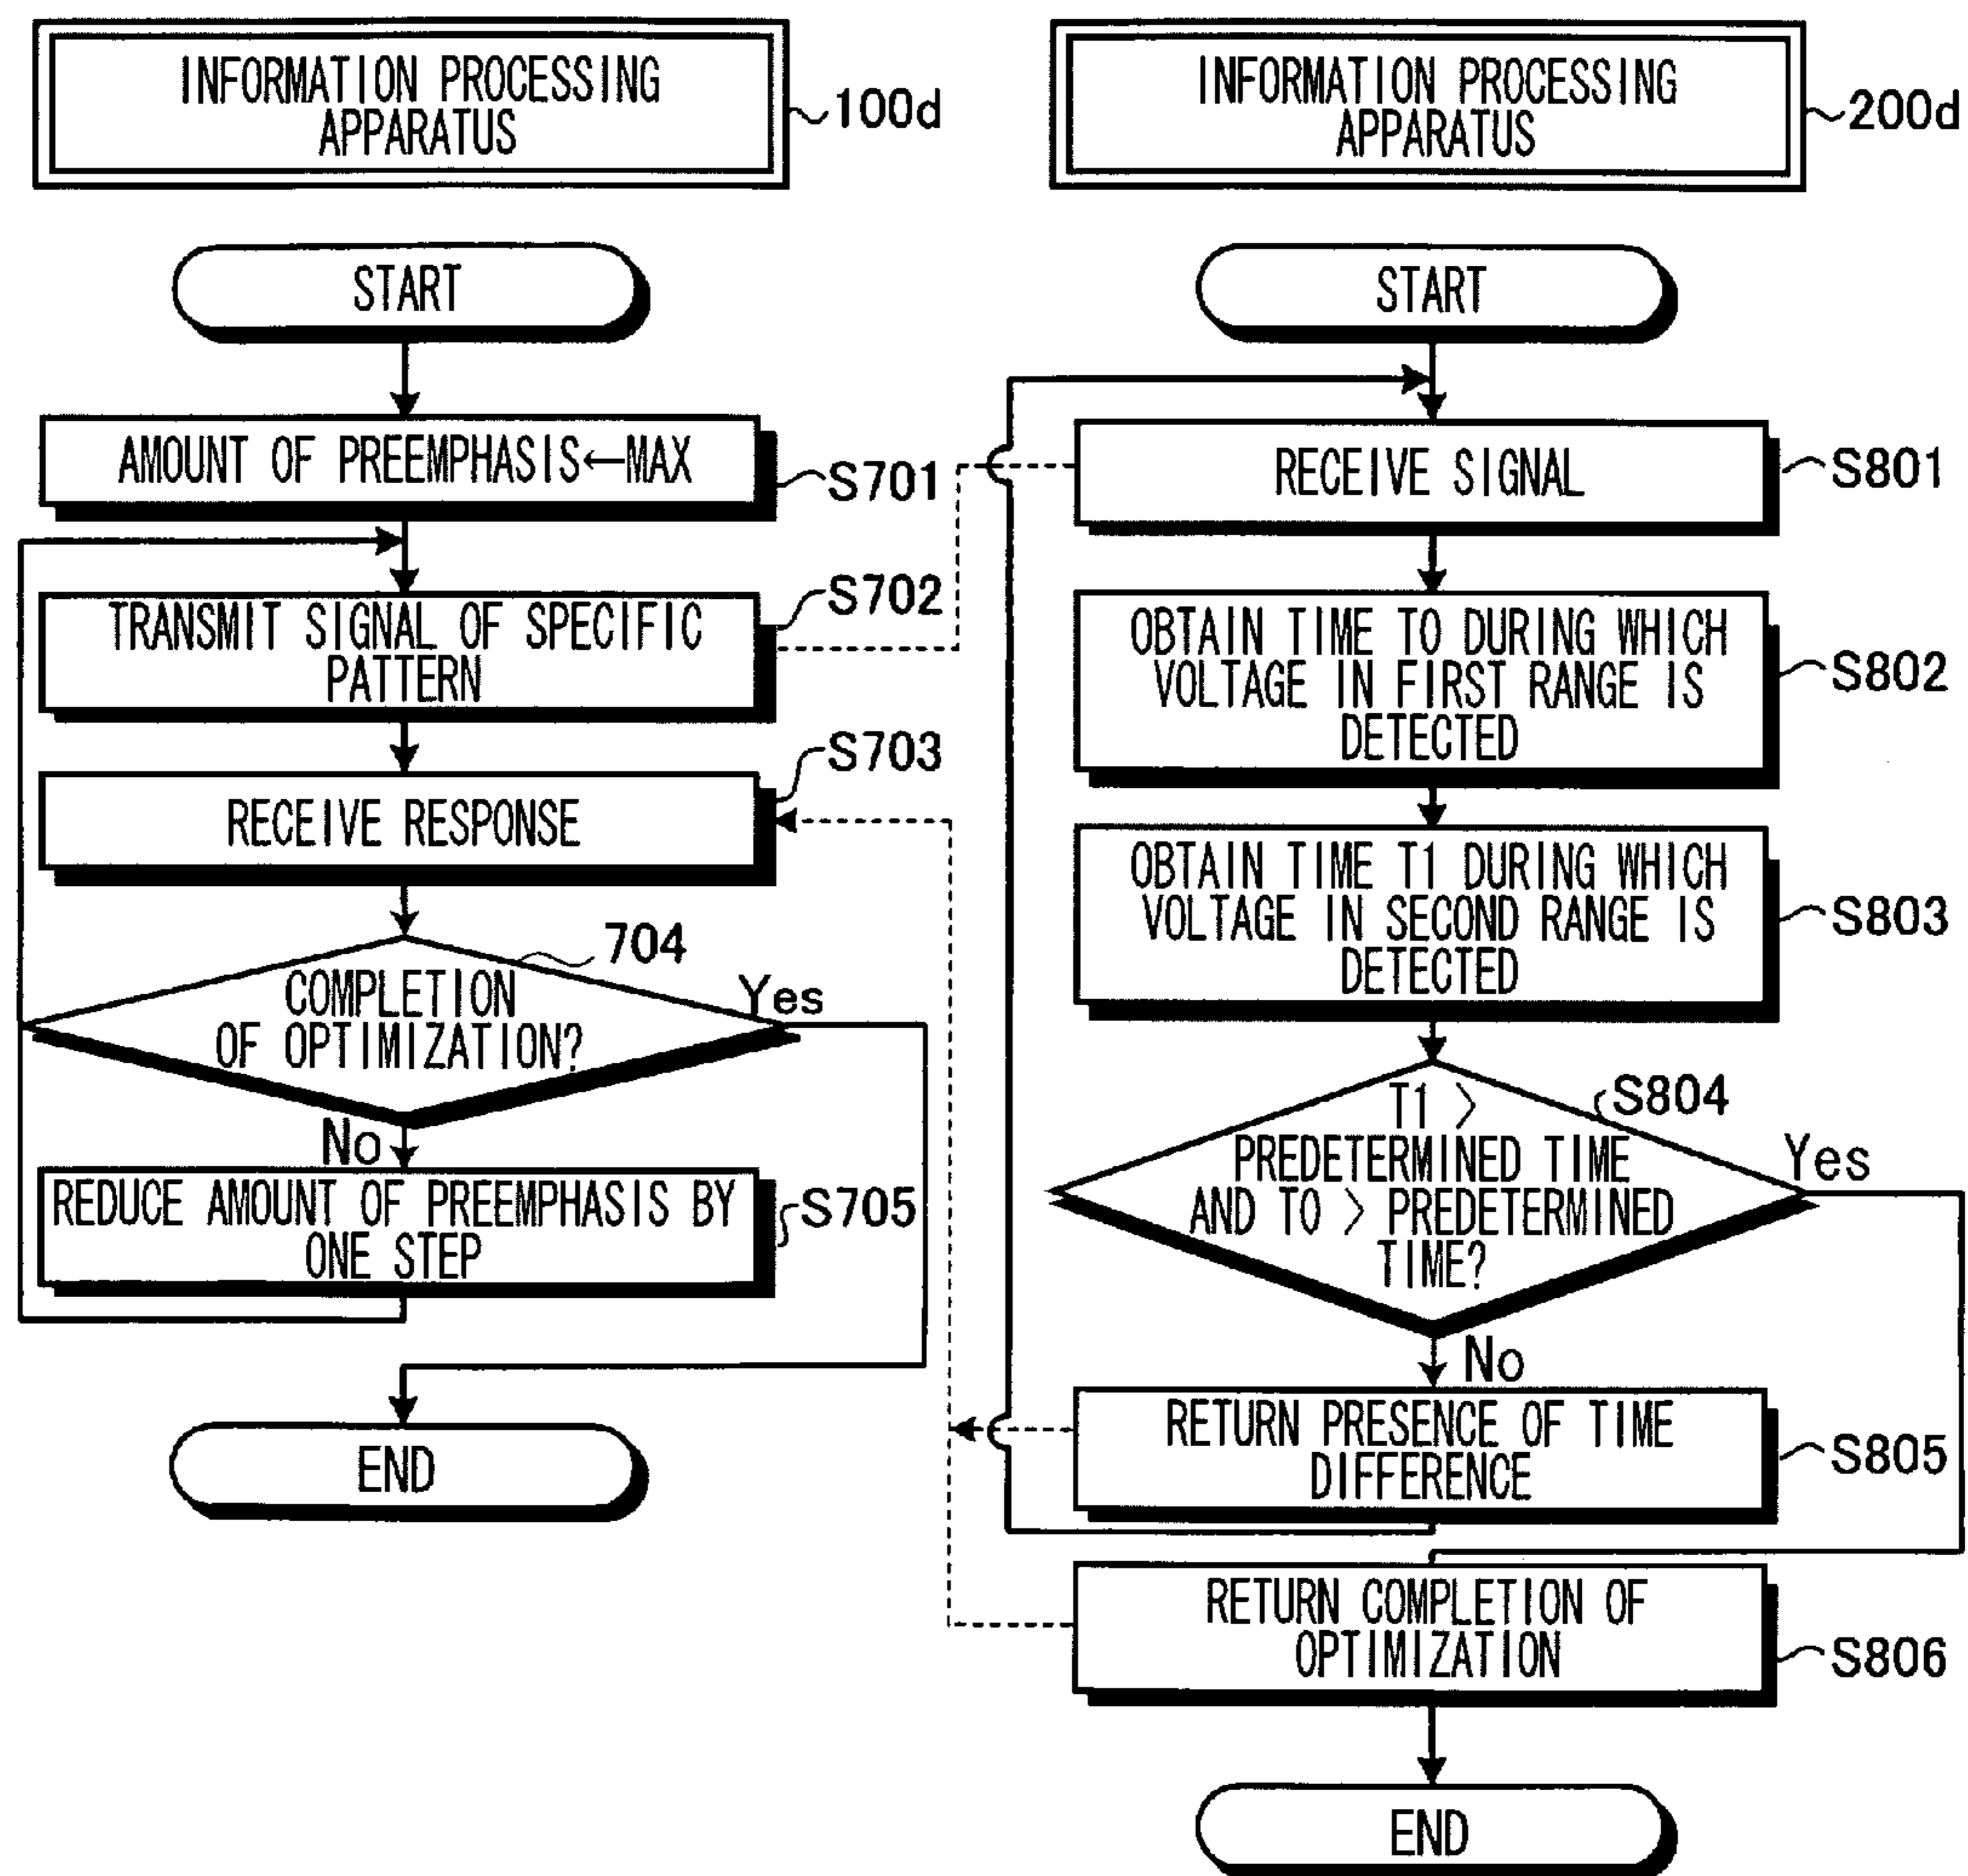 INFORMATION PROCESSING
APPARATUS
100d
START
AMOUNT OF PREEMPHASIS←MAX
S701
TRANSMIT SIGNAL OF SPECIFIC
PATTERN
S702
RECEIVE RESPONSE
S703
COMPLETION
OF OPTIMIZATION?
704
Yes
No
REDUCE AMOUNT OF PREEMPHASIS BY
ONE STEP
S705
END
INFORMATION PROCESSING
APPARATUS
200d
START
RECEIVE SIGNAL
S801
OBTAIN TIME T0 DURING WHICH
VOLTAGE IN FIRST RANGE IS
DETECTED
S802
OBTAIN TIME T1 DURING WHICH
VOLTAGE IN SECOND RANGE IS
DETECTED
S803
T1 >
PREDETERMINED TIME
AND T0 > PREDETERMINED
TIME?
S804
Yes
No
RETURN PRESENCE OF TIME
DIFFERENCE
S805
RETURN COMPLETION OF
OPTIMIZATION
S806
END